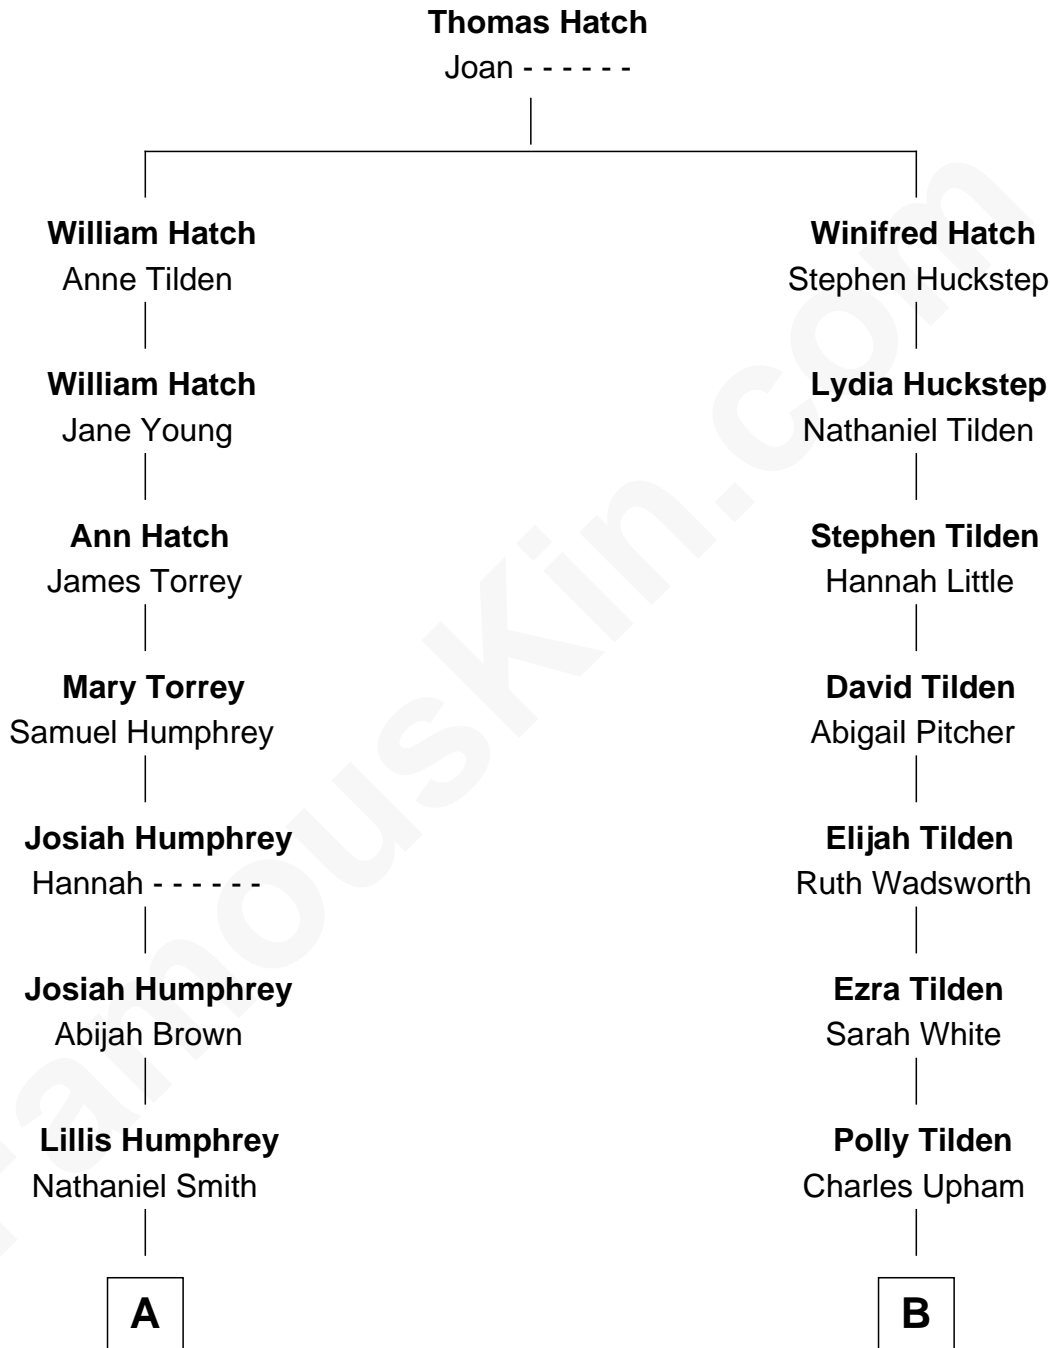 Thomas Hatch
Joan - - - - - -
William Hatch
Anne Tilden
Winifred Hatch
Stephen Huckstep
William Hatch
Jane Young
Lydia Huckstep
Nathaniel Tilden
Ann Hatch
James Torrey
Stephen Tilden
Hannah Little
Mary Torrey
Samuel Humphrey
David Tilden
Abigail Pitcher
Josiah Humphrey
Hannah - - - - - -
Elijah Tilden
Ruth Wadsworth
Josiah Humphrey
Abijah Brown
Ezra Tilden
Sarah White
Lillis Humphrey
Nathaniel Smith
Polly Tilden
Charles Upham
A
B
FamousKin.com